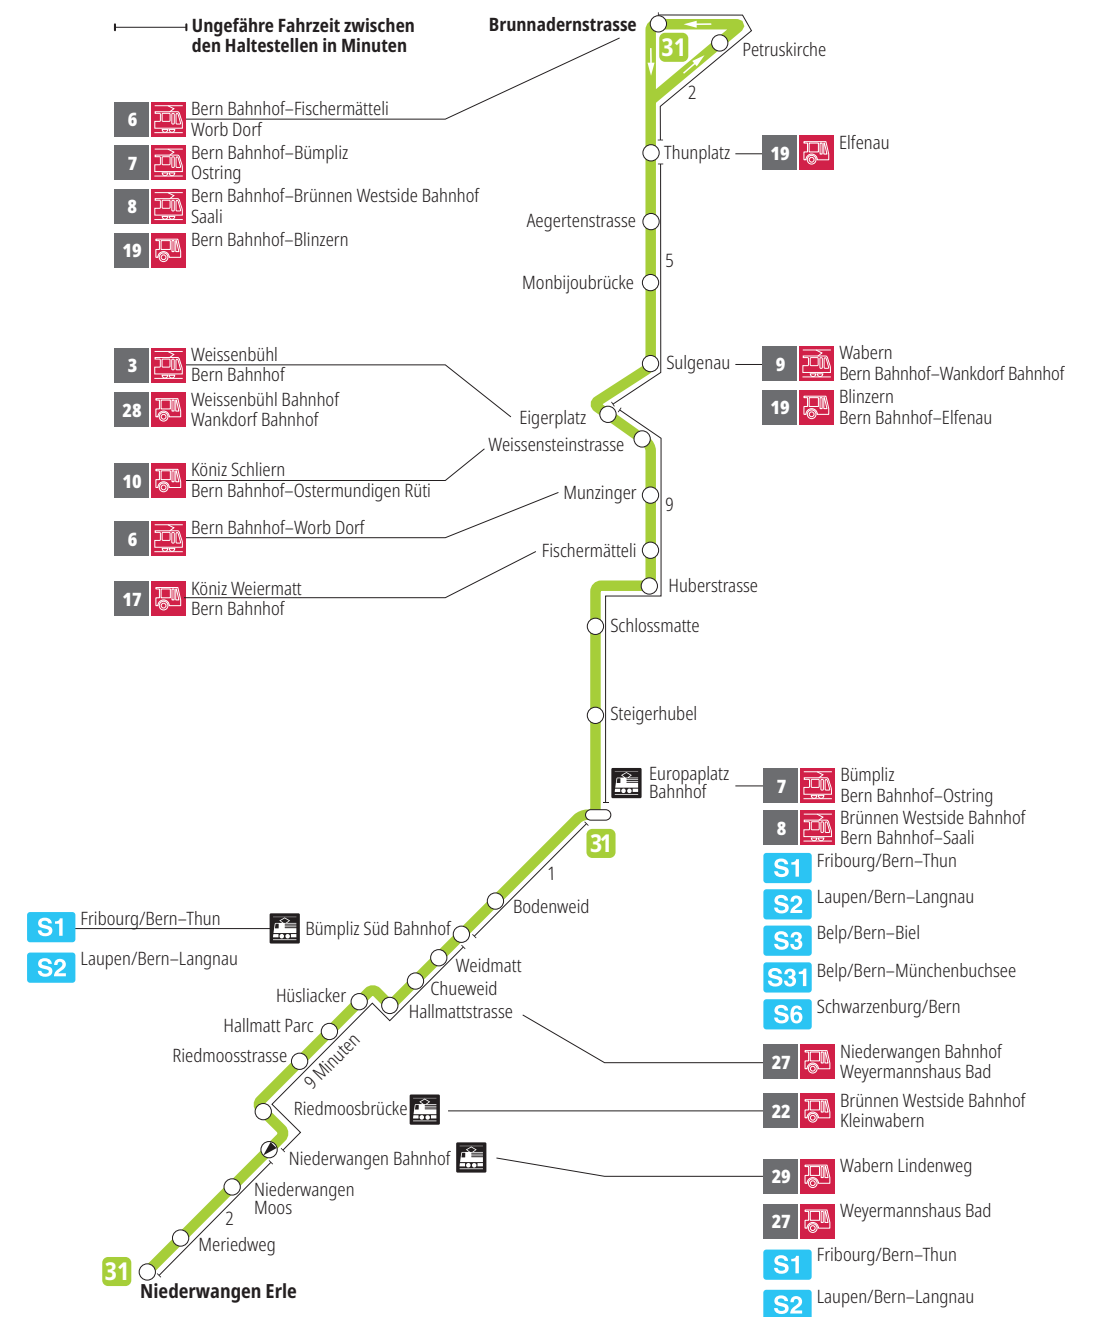 Ungefähre Fahrzeit zwischen
den Haltestellen in Minuten
Brunnadernstrasse
31
Petruskirche
2
6
Bern Bahnhof–Fischermätteli
Worb Dorf
7
Bern Bahnhof–Bümpliz
Ostring
8
Bern Bahnhof–Brünnen Westside Bahnhof
Saali
19
Bern Bahnhof–Blinzern
Thunplatz
19
Elfenau
Aegertenstrasse
5
Monbijoubrücke
Sulgenau
9
Wabern
Bern Bahnhof–Wankdorf Bahnhof
19
Blinzern
Bern Bahnhof–Elfenau
3
Weissenbühl
Bern Bahnhof
28
Weissenbühl Bahnhof
Wankdorf Bahnhof
Eigerplatz
Weissensteinstrasse
10
Köniz Schliern
Bern Bahnhof–Ostermundigen Rüti
Munzinger
9
6
Bern Bahnhof–Worb Dorf
Fischermätteli
17
Köniz Weiermatt
Bern Bahnhof
Huberstrasse
Schlossmatte
Steigerhubel
Europaplatz
Bahnhof
7
Bümpliz
Bern Bahnhof–Ostring
8
Brünnen Westside Bahnhof
Bern Bahnhof–Saali
S1
Fribourg/Bern–Thun
S2
Laupen/Bern–Langnau
S3
Belp/Bern–Biel
S31
Belp/Bern–Münchenbuchsee
S6
Schwarzenburg/Bern
31
1
Bodenweid
S1
Fribourg/Bern–Thun
S2
Laupen/Bern–Langnau
Bümpliz Süd Bahnhof
Weidmatt
Chueweid
Hallmattstrasse
27
Niederwangen Bahnhof
Weyermannshaus Bad
Hüsliacker
Hallmatt Parc
Riedmoosstrasse
9 Minuten
Riedmoosbrücke
22
Brünnen Westside Bahnhof
Kleinwabern
Niederwangen Bahnhof
29
Wabern Lindenweg
27
Weyermannshaus Bad
S1
Fribourg/Bern–Thun
S2
Laupen/Bern–Langnau
Niederwangen
Moos
2
Meriedweg
31
Niederwangen Erle